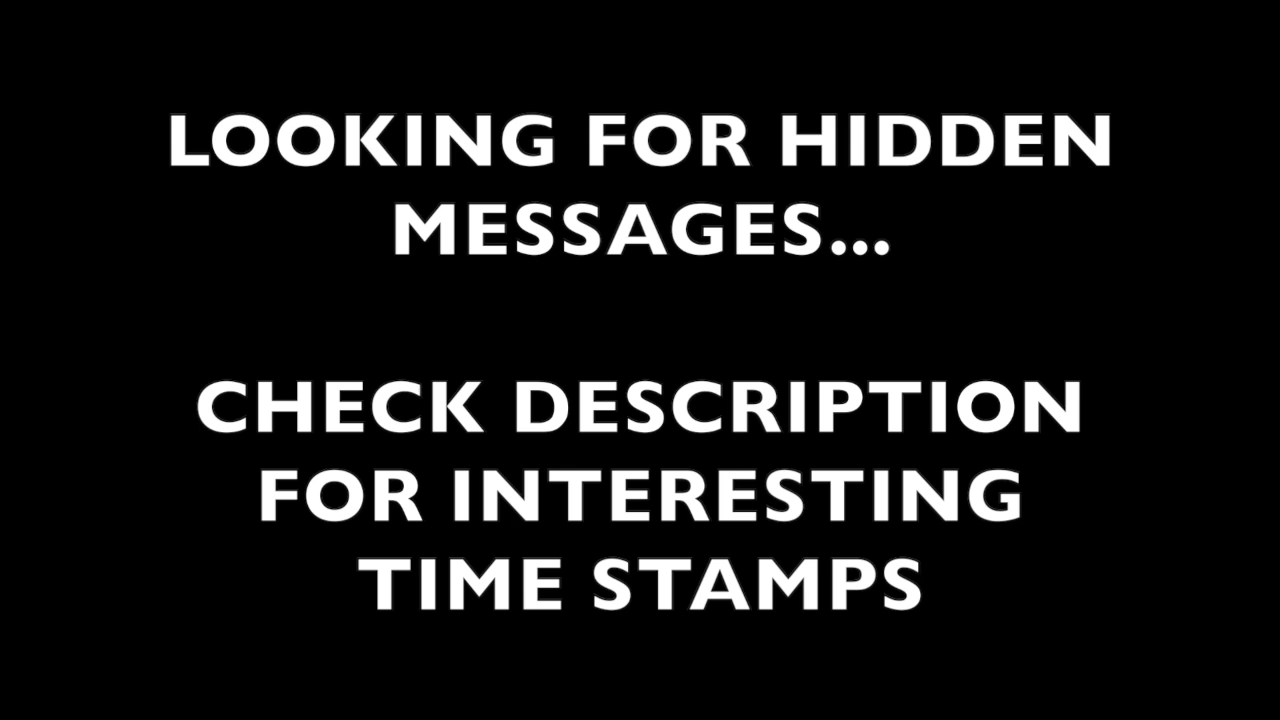 LOOKING FOR HIDDEN
MESSAGES...
CHECK DESCRIPTION
FOR INTERESTING
TIME STAMPS